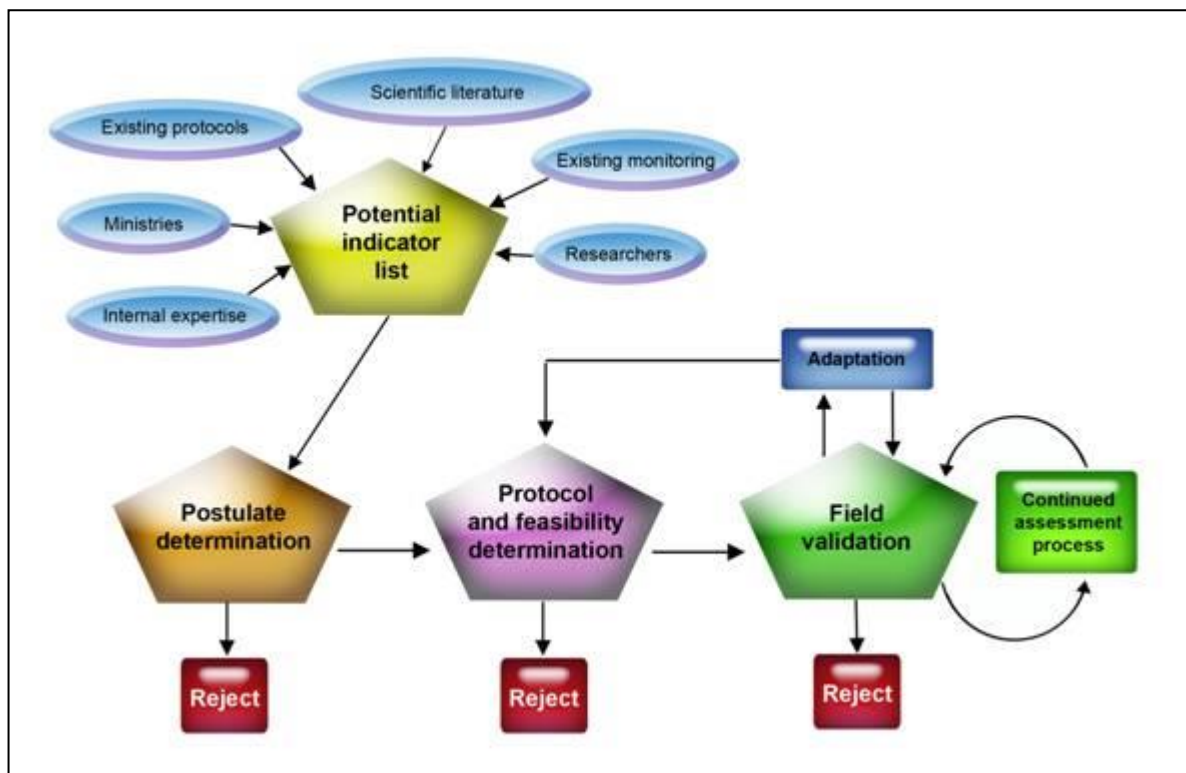 Scientific literature
Existing protocols
Existing monitoring
Potential
indicator
list
Ministries
Researchers
Internal expertise
Adaptation
Postulate
determination
Protocol
and feasibility
determination
Field
validation
Continued
assessment
process
Reject
Reject
Reject